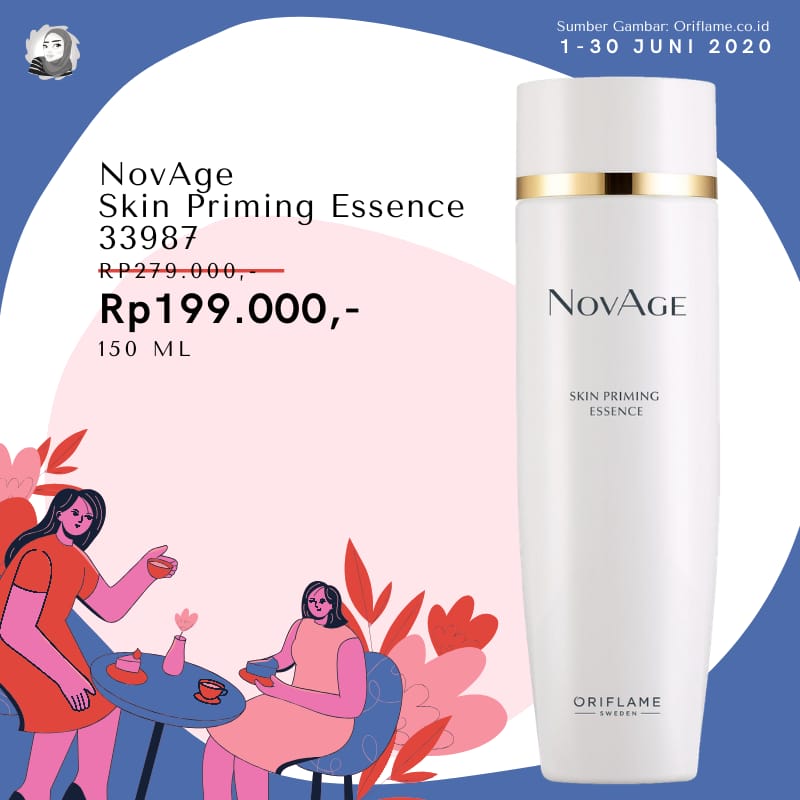 Sumber Gambar: Oriflame.co.id
1-30 JUNI 2020
NovAge
Skin Priming Essence
33987
RP279.000,-
Rp199.000,-
150 ML
NOVAGE
SKIN PRIMING
ESSENCE
ORIFLAME
SWEDEN